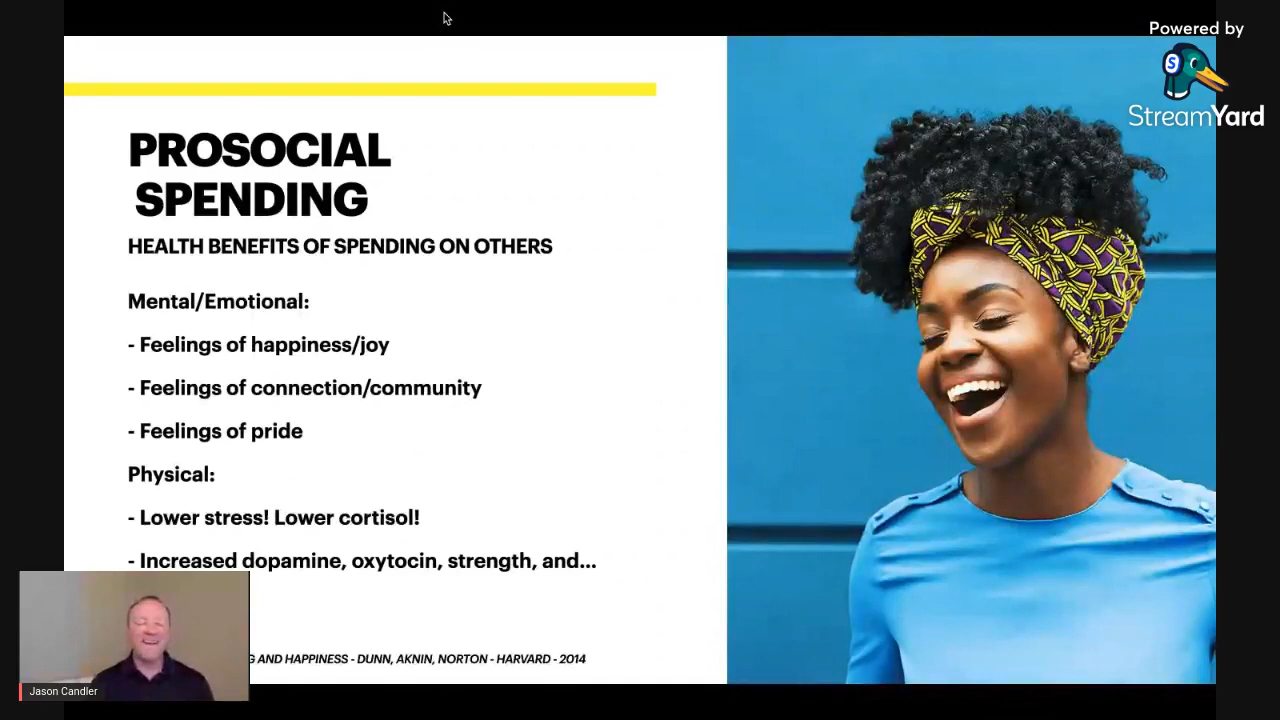 Powered by
S
StreamYard
PROSOCIAL
SPENDING
HEALTH BENEFITS OF SPENDING ON OTHERS
Mental/Emotional:
- Feelings of happiness/joy
- Feelings of connection/community
- Feelings of pride
Physical:
- Lower stress! Lower cortisol!
- Increased dopamine, oxytocin, strength, and...
AND HAPPINESS - DUNN, AKNIN, NORTON - HARVARD - 2014
Jason Candler